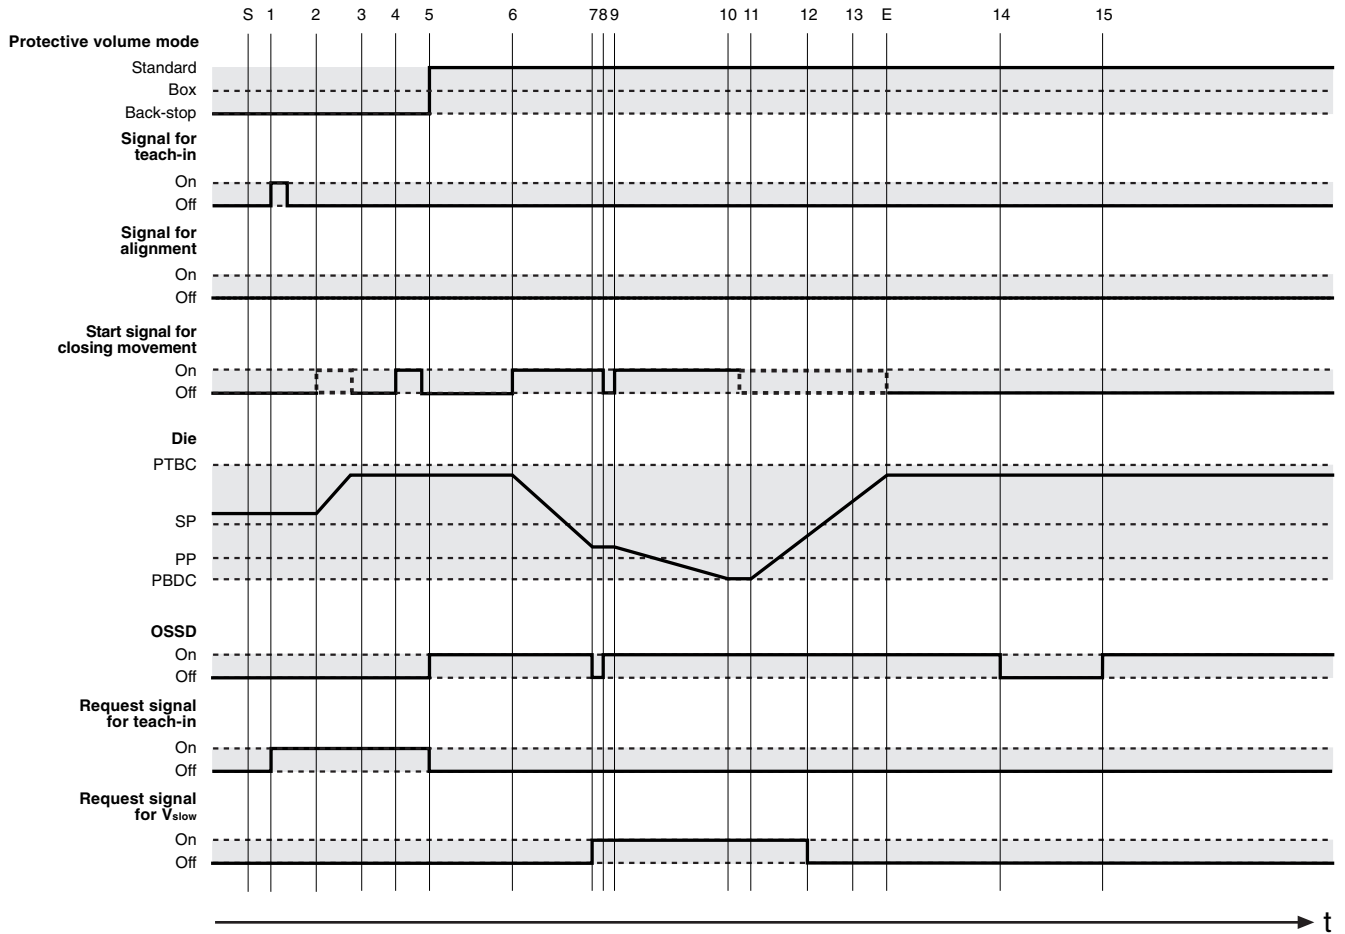 S 1 2 3 4 5 6 7 8 9 10 11 12 13 E 14 15
Protective volume mode
Standard
Box
Back-stop
Signal for
teach-in
On
Off
Signal for
alignment
On
Off
Start signal for
closing movement
On
Off
Die
PTBC
SP
PP
PBDC
OSSD
On
Off
Request signal
for teach-in
On
Off
Request signal
for Vslow
On
Off
t